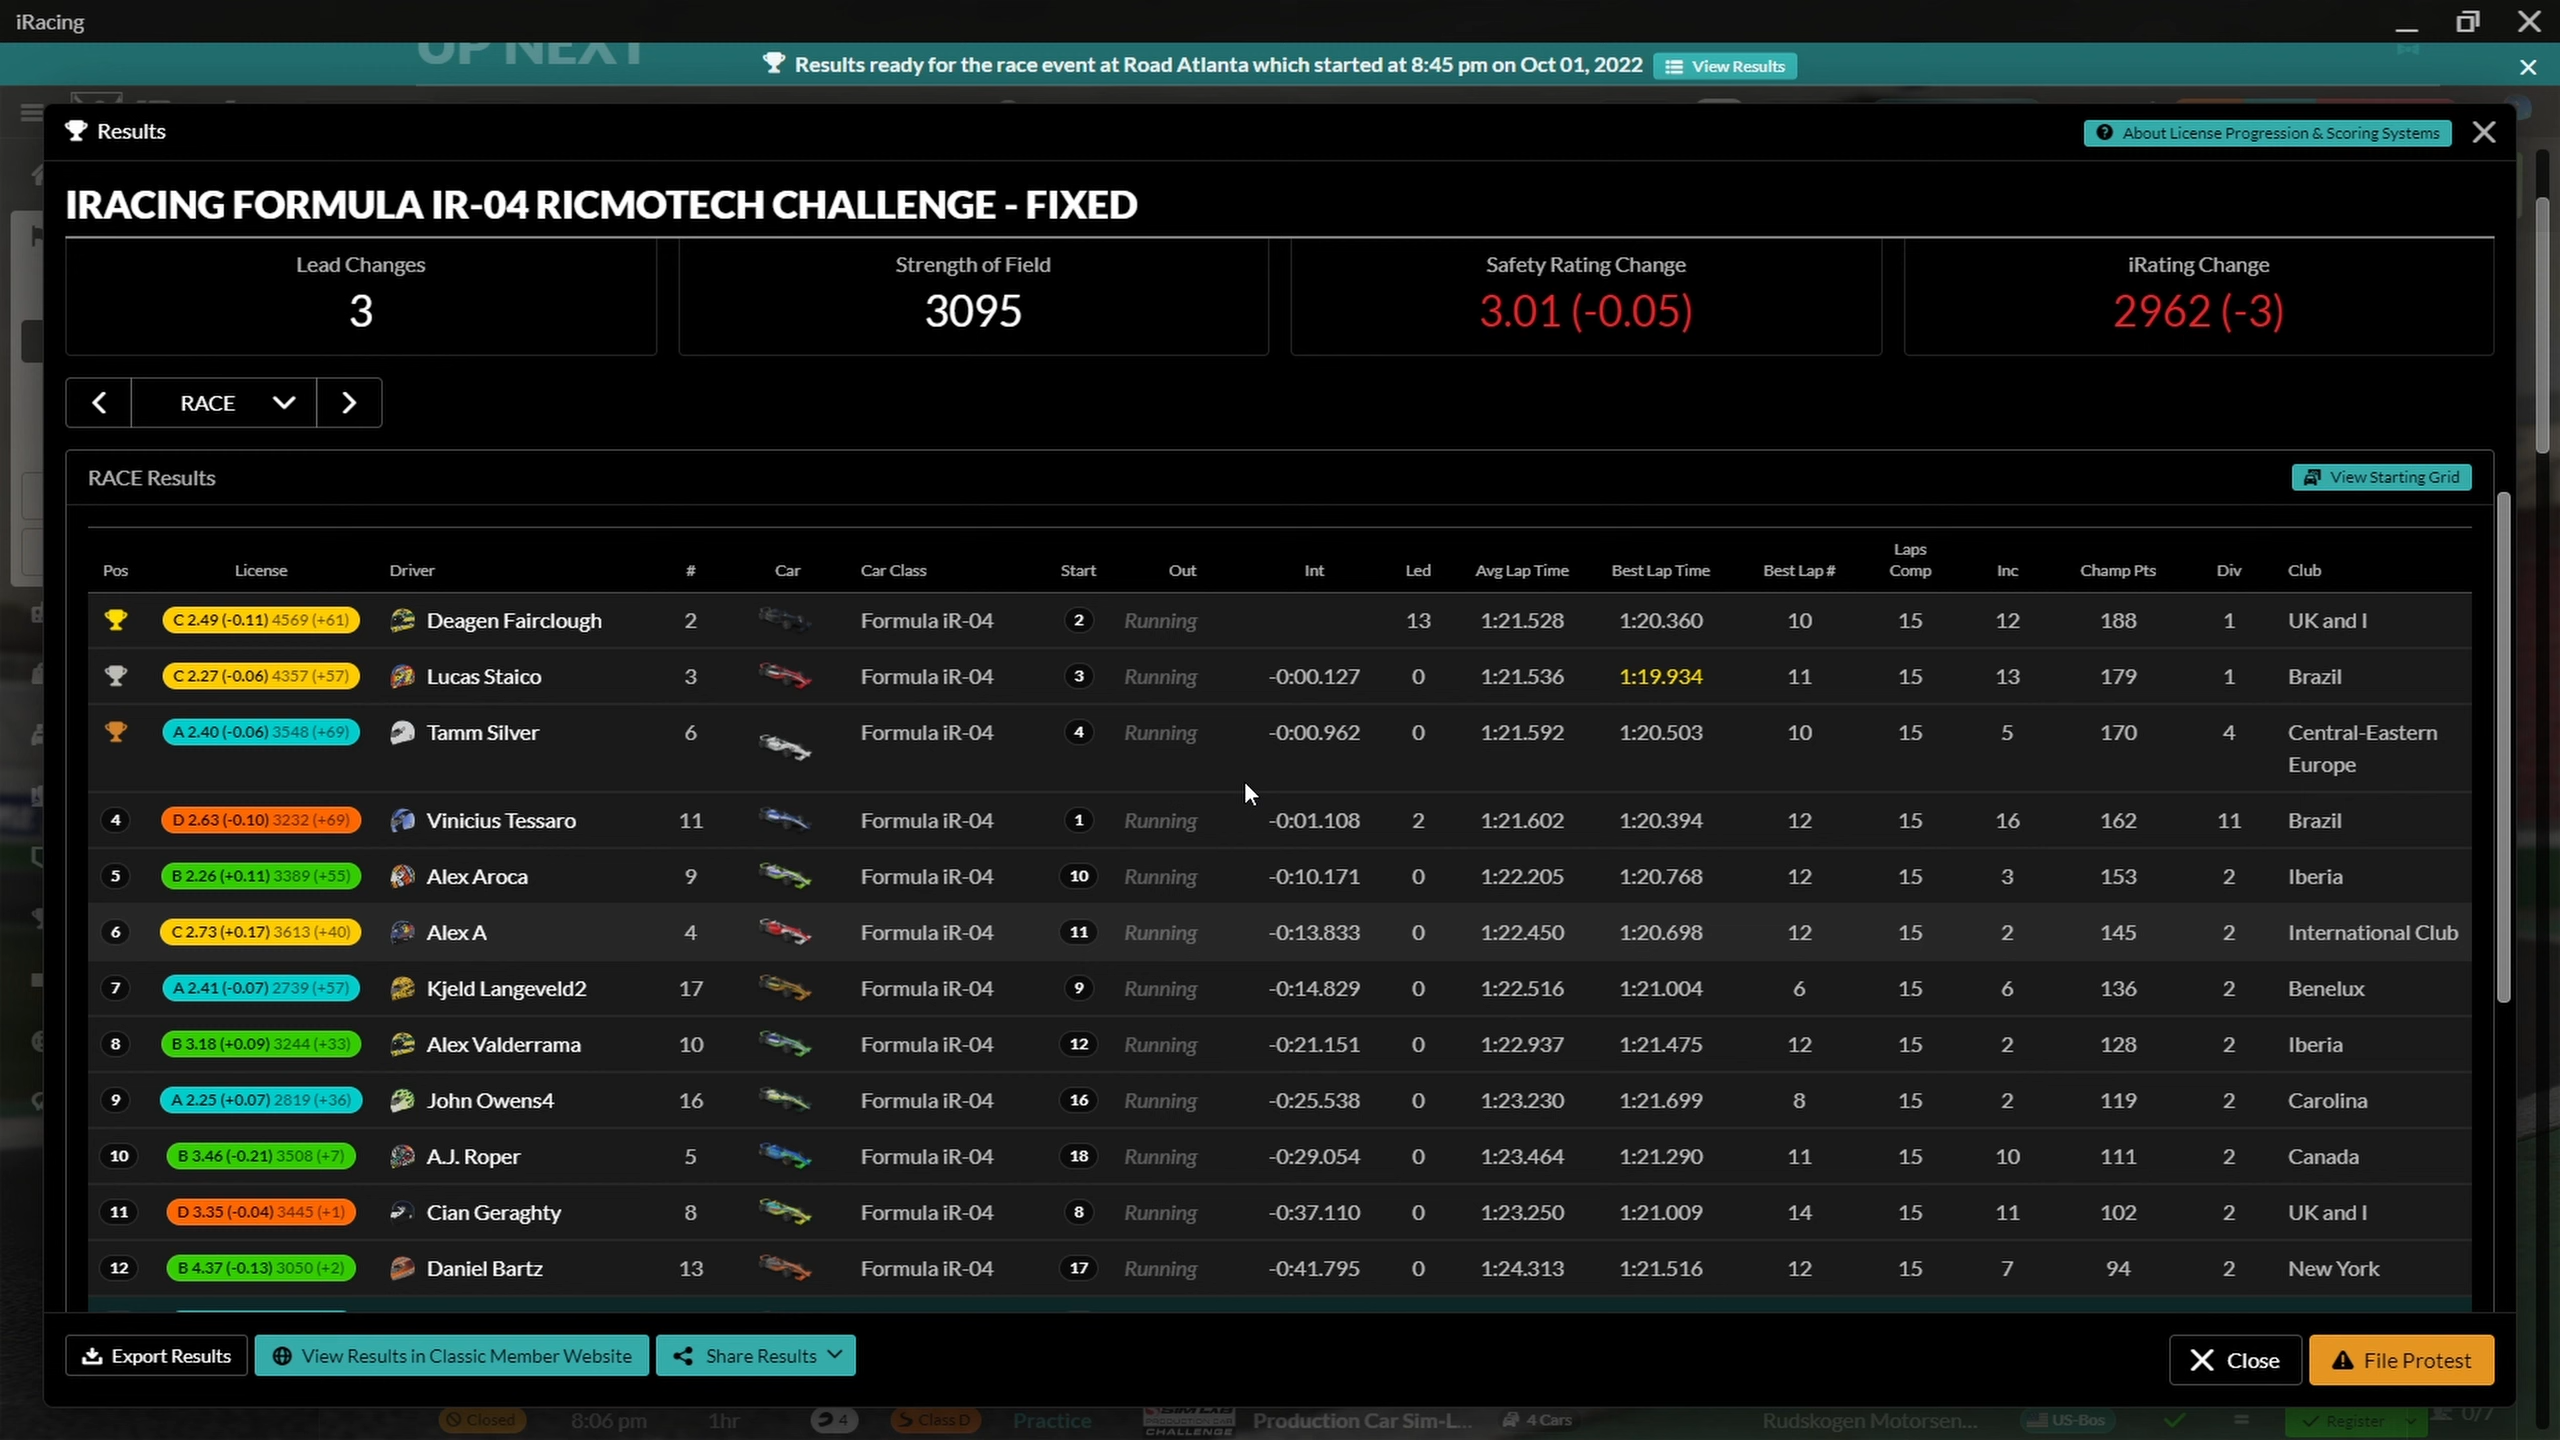 iRacing
UP NEXT
Results ready for the race event at Road Atlanta which started at 8:45 pm on Oct 01, 2022 View Results
Results
About License Progression & Scoring Systems
IRACING FORMULA IR-04 RICMOTECH CHALLENGE - FIXED
Lead Changes Strength of Field Safety Rating Change iRating Change
3 3095 3.01 (-0.05) 2962 (-3)
RACE
RACE Results View Starting Grid
Pos License Driver # Car Car Class Start Out Int Led Avg Lap Time Best Lap Time Best Lap # Laps Comp Inc Champ Pts Div Club
C 2.49 (-0.11) 4569 (+61) Deagen Fairclough 2 Formula iR-04 2 Running 13 1:21.528 1:20.360 10 15 12 188 1 UK and I
C 2.27 (-0.06) 4357 (+57) Lucas Staico 3 Formula iR-04 3 Running -0:00.127 0 1:21.536 1:19.934 11 15 13 179 1 Brazil
A 2.40 (-0.06) 3548 (+69) Tamm Silver 6 Formula iR-04 4 Running -0:00.962 0 1:21.592 1:20.503 10 15 5 170 4 Central-Eastern Europe
4 D 2.63 (-0.10) 3232 (+69) Vinicius Tessaro 11 Formula iR-04 1 Running -0:01.108 2 1:21.602 1:20.394 12 15 16 162 11 Brazil
5 B 2.26 (+0.11) 3389 (+55) Alex Aroca 9 Formula iR-04 10 Running -0:10.171 0 1:22.205 1:20.768 12 15 3 153 2 Iberia
6 C 2.73 (+0.17) 3613 (+40) Alex A 4 Formula iR-04 11 Running -0:13.833 0 1:22.450 1:20.698 12 15 2 145 2 International Club
7 A 2.41 (-0.07) 2739 (+57) Kjeld Langeveld2 17 Formula iR-04 9 Running -0:14.829 0 1:22.516 1:21.004 6 15 6 136 2 Benelux
8 B 3.18 (+0.09) 3244 (+33) Alex Valderrama 10 Formula iR-04 12 Running -0:21.151 0 1:22.937 1:21.475 12 15 2 128 2 Iberia
9 A 2.25 (+0.07) 2819 (+36) John Owens4 16 Formula iR-04 16 Running -0:25.538 0 1:23.230 1:21.699 8 15 2 119 2 Carolina
10 B 3.46 (-0.21) 3508 (+7) A.J. Roper 5 Formula iR-04 18 Running -0:29.054 0 1:23.464 1:21.290 11 15 10 111 2 Canada
11 D 3.35 (-0.04) 3445 (+1) Cian Geraghty 8 Formula iR-04 8 Running -0:37.110 0 1:23.250 1:21.009 14 15 11 102 2 UK and I
12 B 4.37 (-0.13) 3050 (+2) Daniel Bartz 13 Formula iR-04 17 Running -0:41.795 0 1:24.313 1:21.516 12 15 7 94 2 New York
Export Results View Results in Classic Member Website Share Results Close File Protest
Closed 8:06 pm 1hr 4 Class D Practice Production Car Sim-L... 4 Cars Rudskogen Motorsen... US-Bos Register 0/7
CHALLENGE